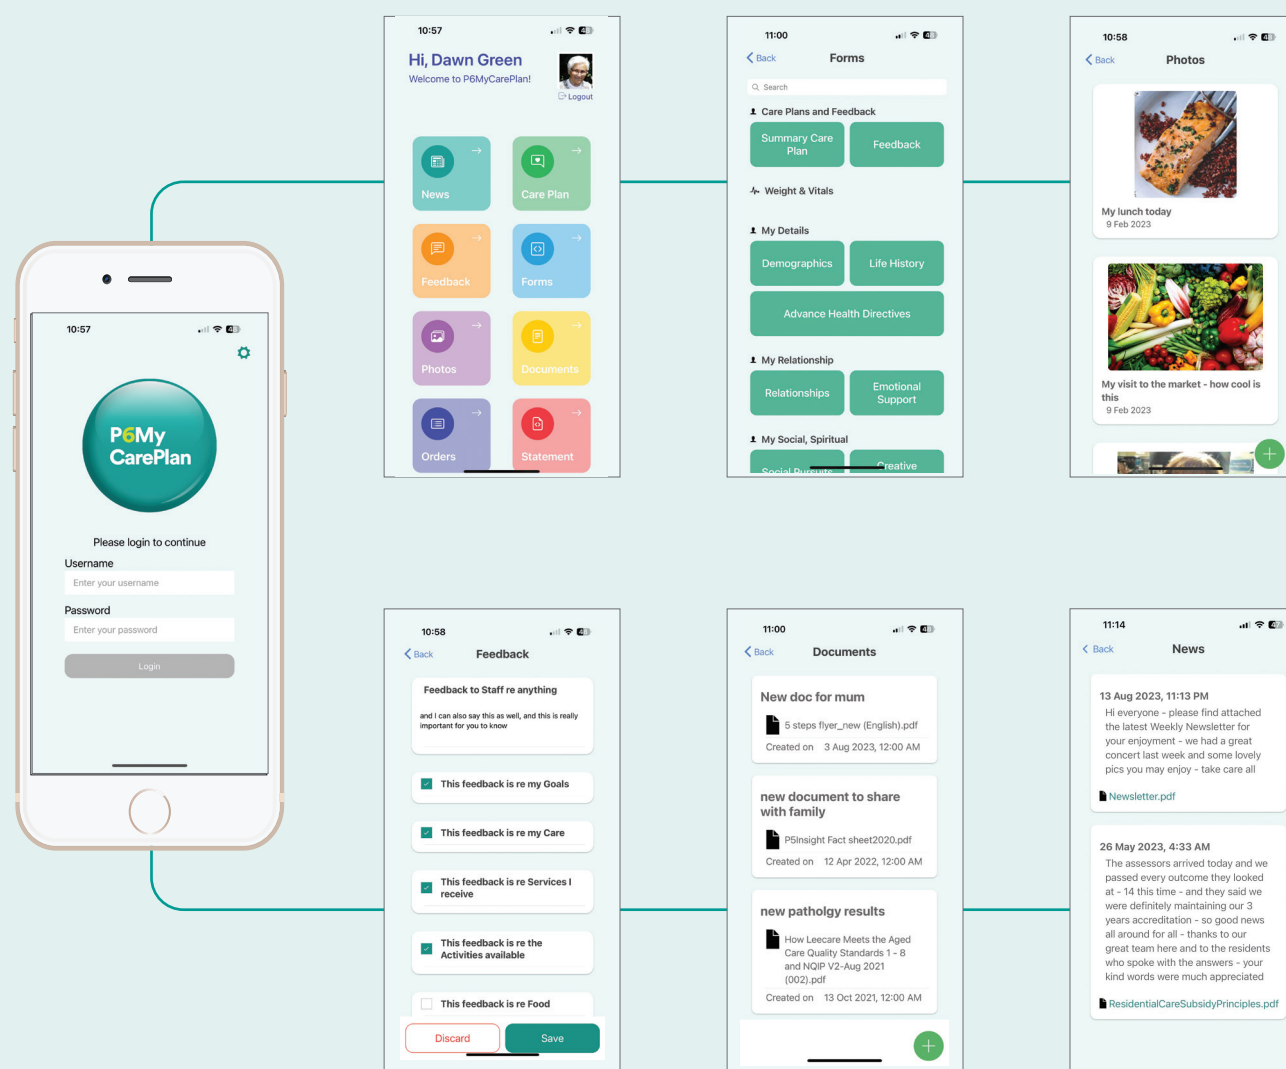 10:57
P6My
CarePlan
Please login to continue
Username
Enter your username
Password
Enter your password
Login
10:57
Hi, Dawn Green
Welcome to P6MyCarePlan!
Logout
News
Care Plan
Feedback
Forms
Photos
Documents
Orders
Statement
11:00
Back
Forms
Search
Care Plans and Feedback
Summary Care
Plan
Feedback
Weight & Vitals
My Details
Demographics
Life History
Advance Health Directives
My Relationship
Relationships
Emotional
Support
My Social, Spiritual
Social Pursuits
Creative
10:58
Back
Photos
My lunch today
9 Feb 2023
My visit to the market - how cool is
this
9 Feb 2023
10:58
Back
Feedback
Feedback to Staff re anything
and I can also say this as well, and this is really
important for you to know
This feedback is re my Goals
This feedback is re my Care
This feedback is re Services I
receive
This feedback is re the
Activities available
This feedback is re Food
Discard
Save
11:00
Back
Documents
New doc for mum
5 steps flyer_new (English).pdf
Created on 3 Aug 2023, 12:00 AM
new document to share
with family
P5Insight Fact sheet2020.pdf
Created on 12 Apr 2022, 12:00 AM
new patholgy results
How Leecare Meets the Aged
Care Quality Standards 1 - 8
and NQIP V2-Aug 2021
(002).pdf
Created on 13 Oct 2021, 12:00 AM
11:14
Back
News
13 Aug 2023, 11:13 PM
Hi everyone - please find attached
the latest Weekly Newsletter for
your enjoyment - we had a great
concert last week and some lovely
pics you may enjoy - take care all
Newsletter.pdf
26 May 2023, 4:33 AM
The assessors arrived today and we
passed every outcome they looked
at - 14 this time - and they said we
were definitely maintaining our 3
years accreditation - so good news
all around for all - thanks to our
great team here and to the residents
who spoke with the answers - your
kind words were much appreciated
ResidentialCareSubsidyPrinciples.pdf